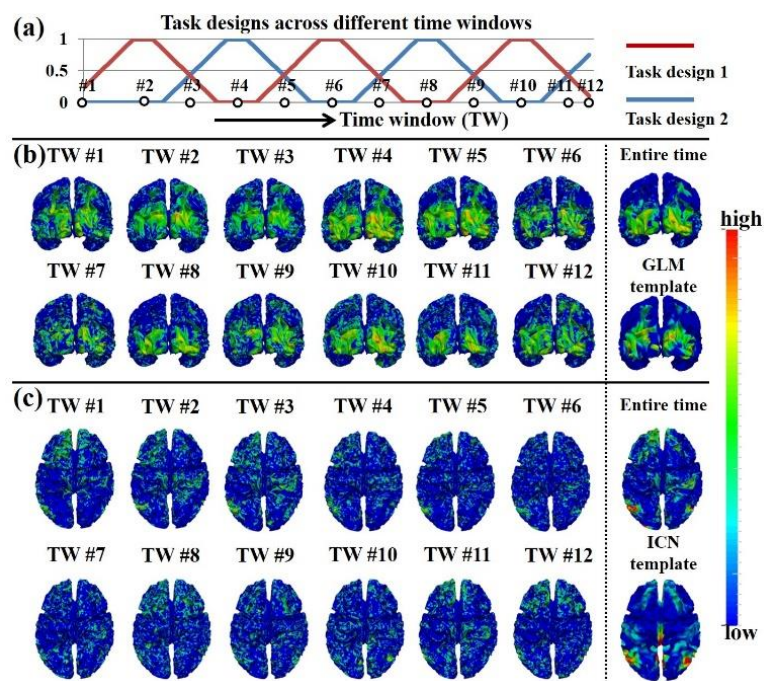 (a)
Task designs across different time windows
1
0.5
0
#1 #2 #3 #4 #5 #6 #7 #8 #9 #10 #11 #12
Time window (TW)
Task design 1
Task design 2
(b)
TW #1 TW #2 TW #3 TW #4 TW #5 TW #6 Entire time
TW #7 TW #8 TW #9 TW #10 TW #11 TW #12 GLM
template
high
(c)
TW #1 TW #2 TW #3 TW #4 TW #5 TW #6 Entire time
TW #7 TW #8 TW #9 TW #10 TW #11 TW #12 ICN
template
low